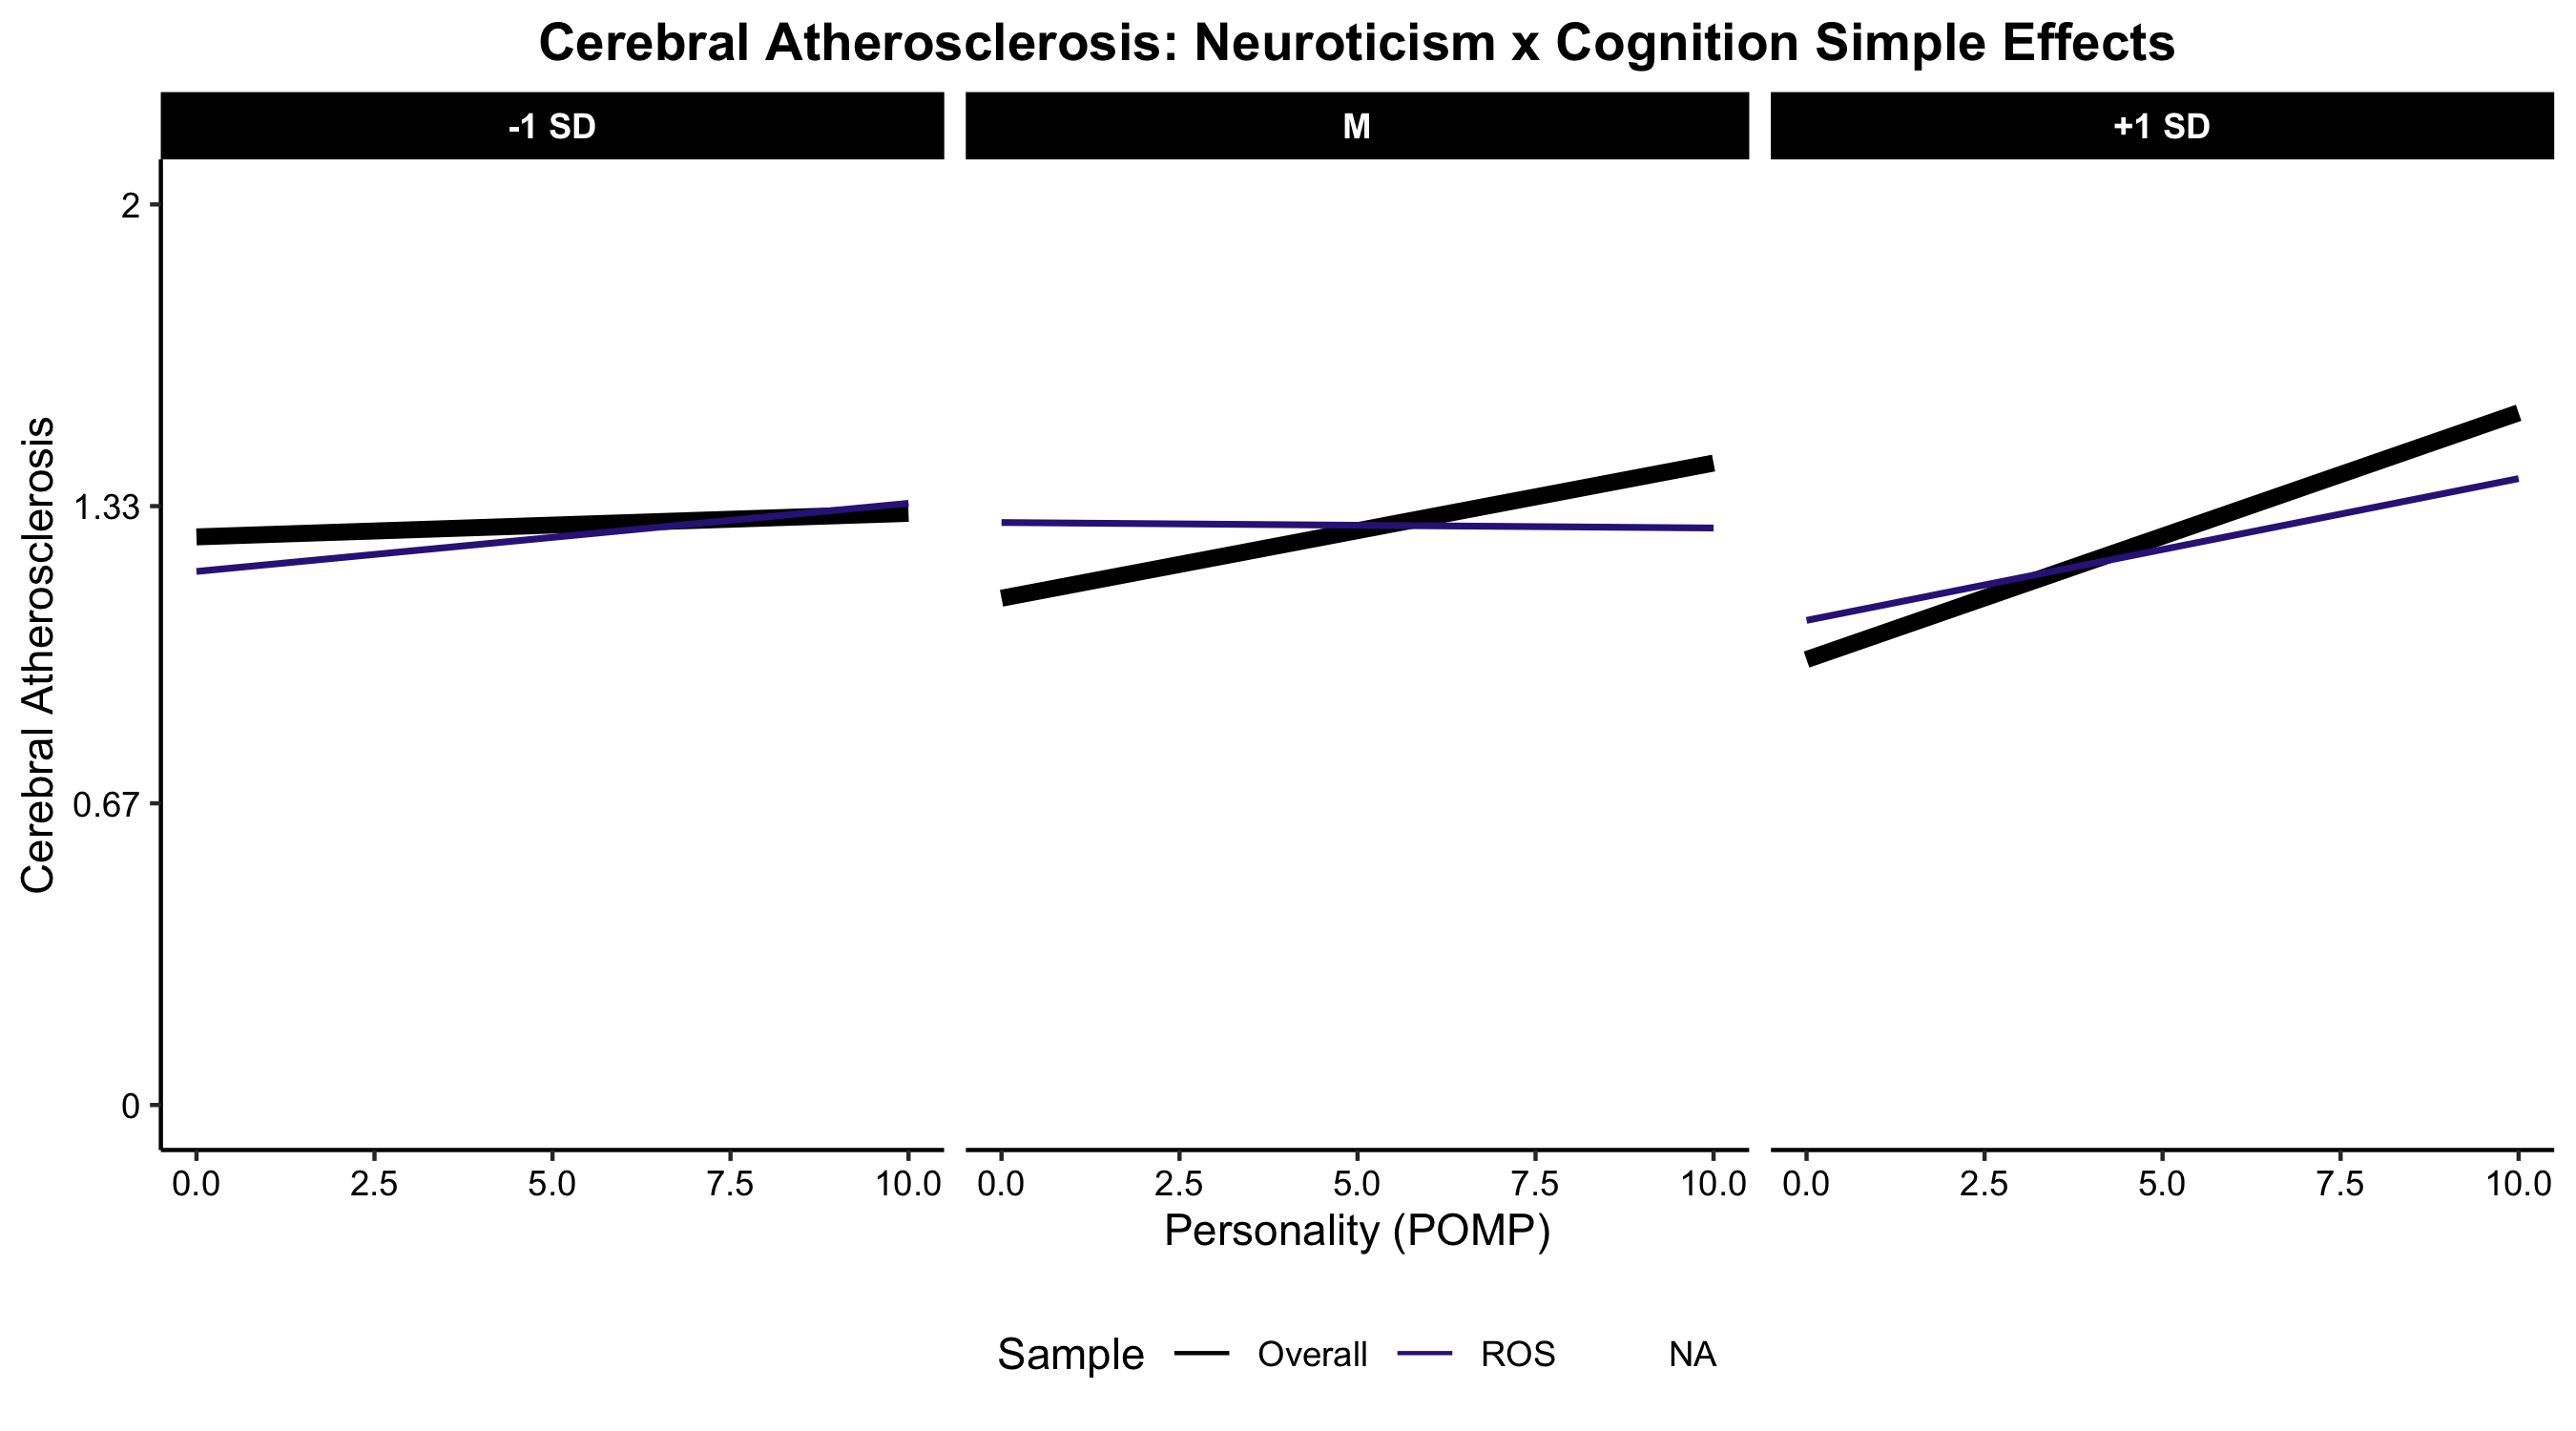 Cerebral Atherosclerosis: Neuroticism x Cognition Simple Effects
-1 SD M +1 SD
Cerebral Atherosclerosis
2
1.33
0.67
0
0.0 2.5 5.0 7.5 10.0 0.0 2.5 5.0 7.5 10.0 0.0 2.5 5.0 7.5 10.0
Personality (POMP)
Sample Overall ROS NA